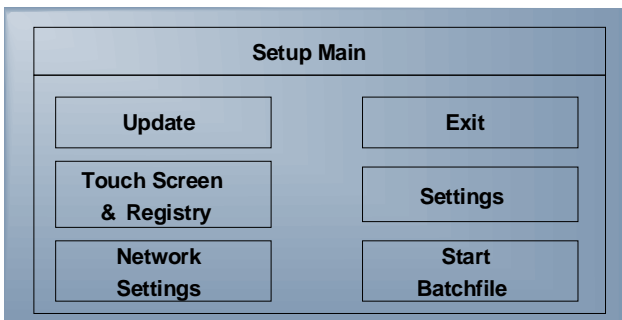 Setup Main
Update
Exit
Touch Screen
& Registry
Settings
Network
Settings
Start
Batchfile